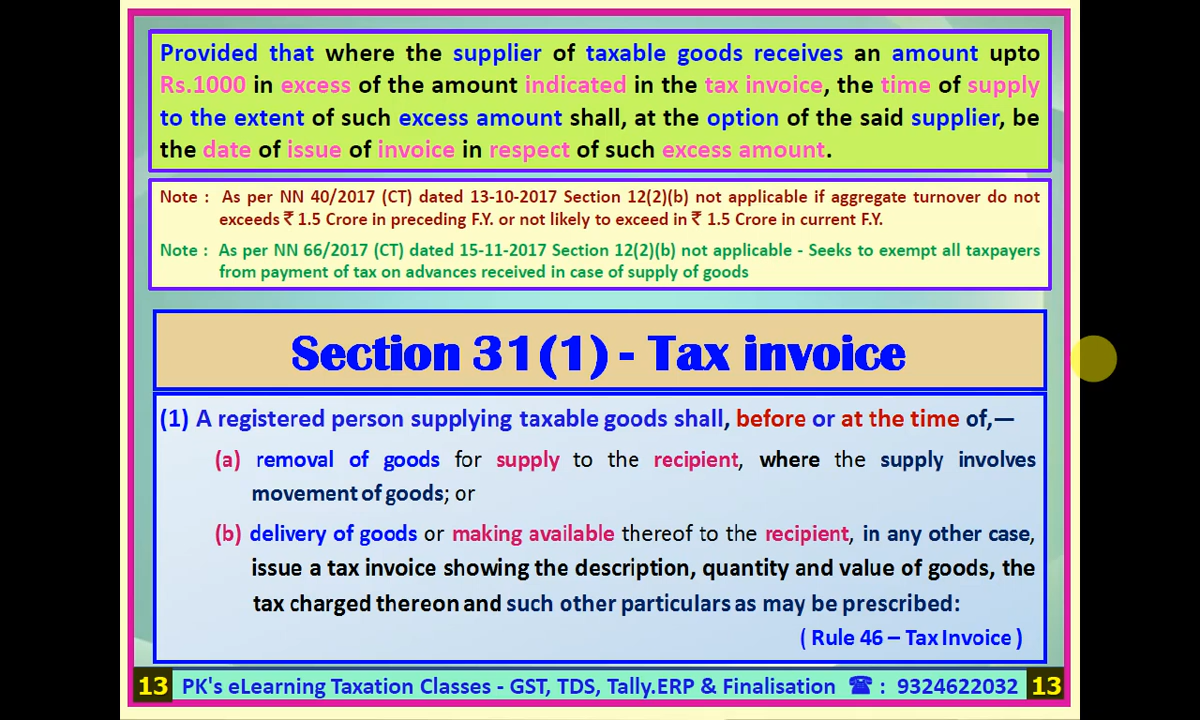 Provided that where the supplier of taxable goods receives an amount upto
Rs.1000 in excess of the amount indicated in the tax invoice, the time of supply
to the extent of such excess amount shall, at the option of the said supplier, be
the date of issue of invoice in respect of such excess amount.
Note : As per NN 40/2017 (CT) dated 13-10-2017 Section 12(2)(b) not applicable if aggregate turnover do not
exceeds ₹ 1.5 Crore in preceding F.Y. or not likely to exceed in ₹ 1.5 Crore in current F.Y.
Note : As per NN 66/2017 (CT) dated 15-11-2017 Section 12(2)(b) not applicable - Seeks to exempt all taxpayers
from payment of tax on advances received in case of supply of goods
Section 31(1) - Tax invoice
(1) A registered person supplying taxable goods shall, before or at the time of,—
(a) removal of goods for supply to the recipient, where the supply involves
movement of goods; or
(b) delivery of goods or making available thereof to the recipient, in any other case,
issue a tax invoice showing the description, quantity and value of goods, the
tax charged thereon and such other particulars as may be prescribed:
( Rule 46 – Tax Invoice )
13 PK's eLearning Taxation Classes - GST, TDS, Tally.ERP & Finalisation ☎ : 9324622032 13